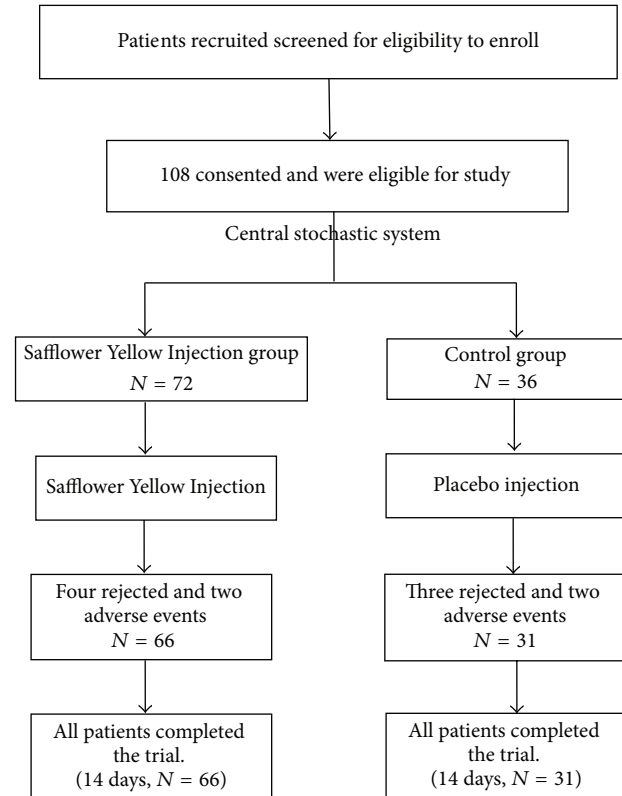 Patients recruited screened for eligibility to enroll
108 consented and were eligible for study
Central stochastic system
Safflower Yellow Injection group
N = 72
Control group
N = 36
Safflower Yellow Injection
Placebo injection
Four rejected and two
adverse events
N = 66
Three rejected and two
adverse events
N = 31
All patients completed
the trial.
(14 days, N = 66)
All patients completed
the trial.
(14 days, N = 31)